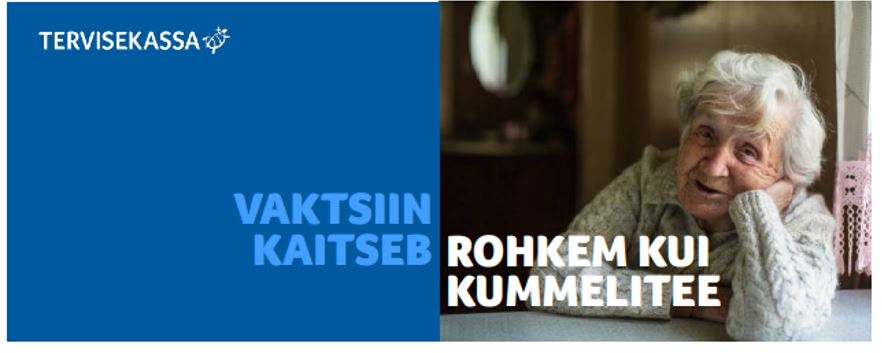 TERVISEKASSA
VAKTSIIN
KAITSEB
ROHKEM KUI
KUMMELITEE